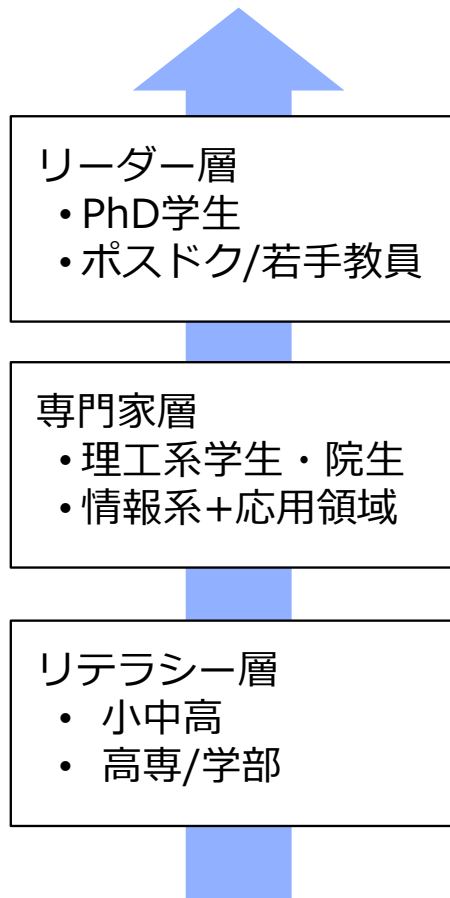 リーダー層
•PhD学生
•ポスドク/若手教員
専門家層
•理工系学生・院生
•情報系+応用領域
リテラシー層
• 小中高
• 高専/学部